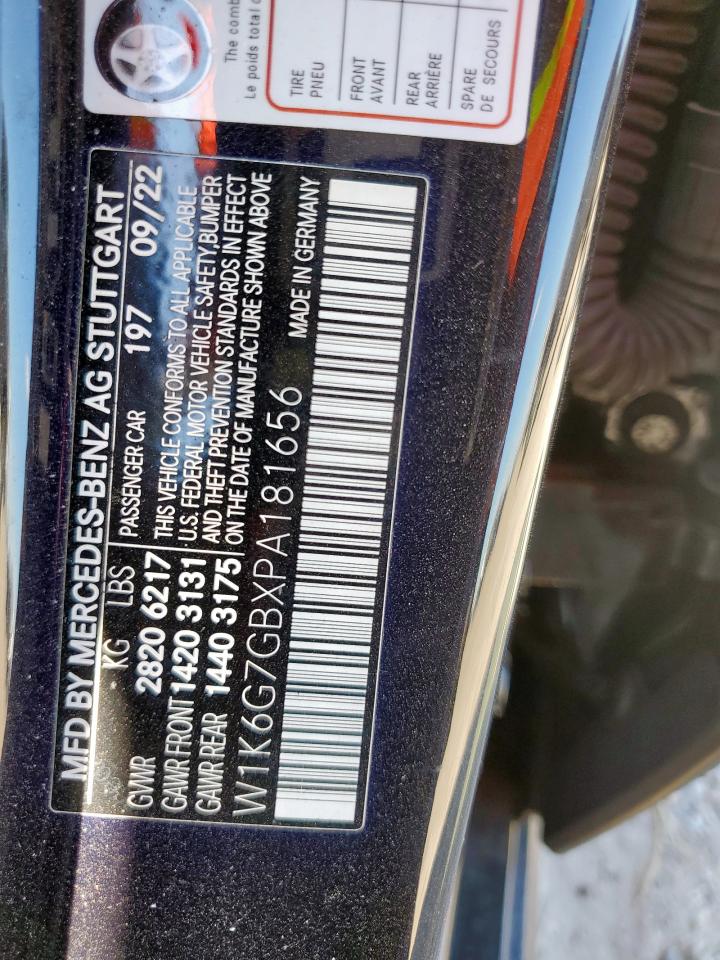 MFD BY MERCEDES-BENZ AG STUTTGART
KG LBS PASSENGER CAR 197 09/22
GVWR 2820 6217 THIS VEHICLE CONFORMS TO ALL APPLICABLE
GAWR FRONT 1420 3131 U.S. FEDERAL MOTOR VEHICLE SAFETY, BUMPER
GAWR REAR 1440 3175 AND THEFT PREVENTION STANDARDS IN EFFECT
ON THE DATE OF MANUFACTURE SHOWN ABOVE
W1K6G7GBXPA181656 MADE IN GERMANY
The comb
Le poids total
TIRE
PNEU
FRONT
AVANT
REAR
ARRIÈRE
SPARE
DE SECOURS